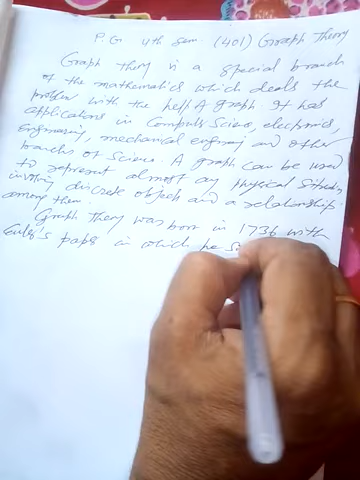 P.G 4th Sem. (401) Graph Theory
Graph theory is a special branch
of the mathematics which deals the
problem with the help A graph It has
applications in Computer Science, electronics,
Engineering, mechanical engineering and other
branches of Science. A graph can be used
to represent almost any physical situation
involving discrete object and a relationship
among them.
Graph Theory was born in 1736 with
Euler's paper in which he